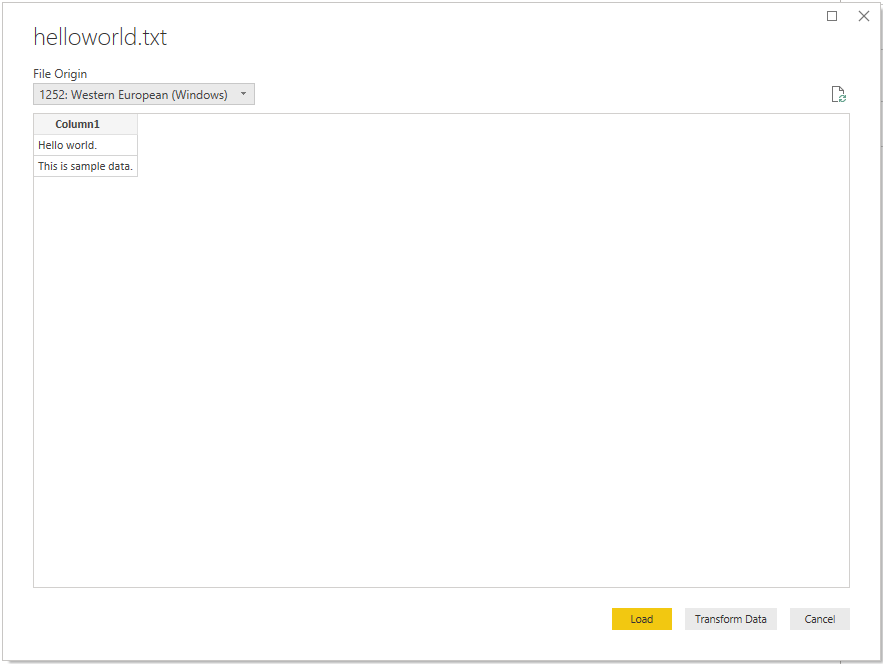 helloworld.txt
File Origin
1252: Western European (Windows)
Column1
Hello world.
This is sample data.
Load Transform Data Cancel